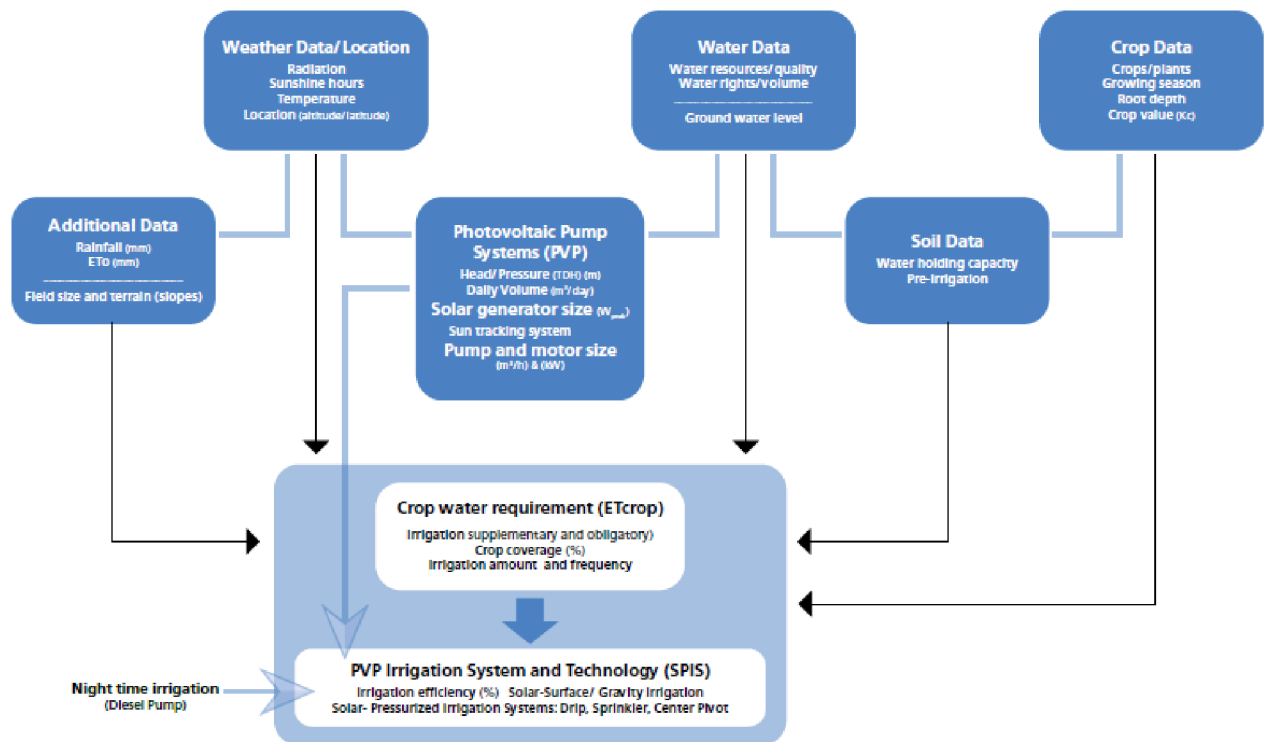 Weather Data/ Location
Radiation
Sunshine hours
Temperature
Location (altitude/latitude)
Water Data
Water resources/quality
Water rights/volume
Ground water level
Crop Data
Crops/plants
Growing season
Root depth
Crop value (Kc)
Additional Data
Rainfall (mm)
ETo (mm)
Field size and terrain (slopes)
Photovoltaic Pump
Systems (PVP)
Head/Pressure (TDH) (m)
Daily Volume (m³/day)
Solar generator size (Wpeak)
Sun tracking system
Pump and motor size
(m³/h) & (kW)
Soil Data
Water holding capacity
Pre-irrigation
Crop water requirement (ETcrop)
Irrigation supplementary and obligatory)
Crop coverage (%)
Irrigation amount and frequency
PVP Irrigation System and Technology (SPIS)
Irrigation efficiency (%) Solar-Surface/ Gravity Irrigation
Solar- Pressurized Irrigation Systems: Drip, Sprinkler, Center Pivot
Night time irrigation
(Diesel Pump)